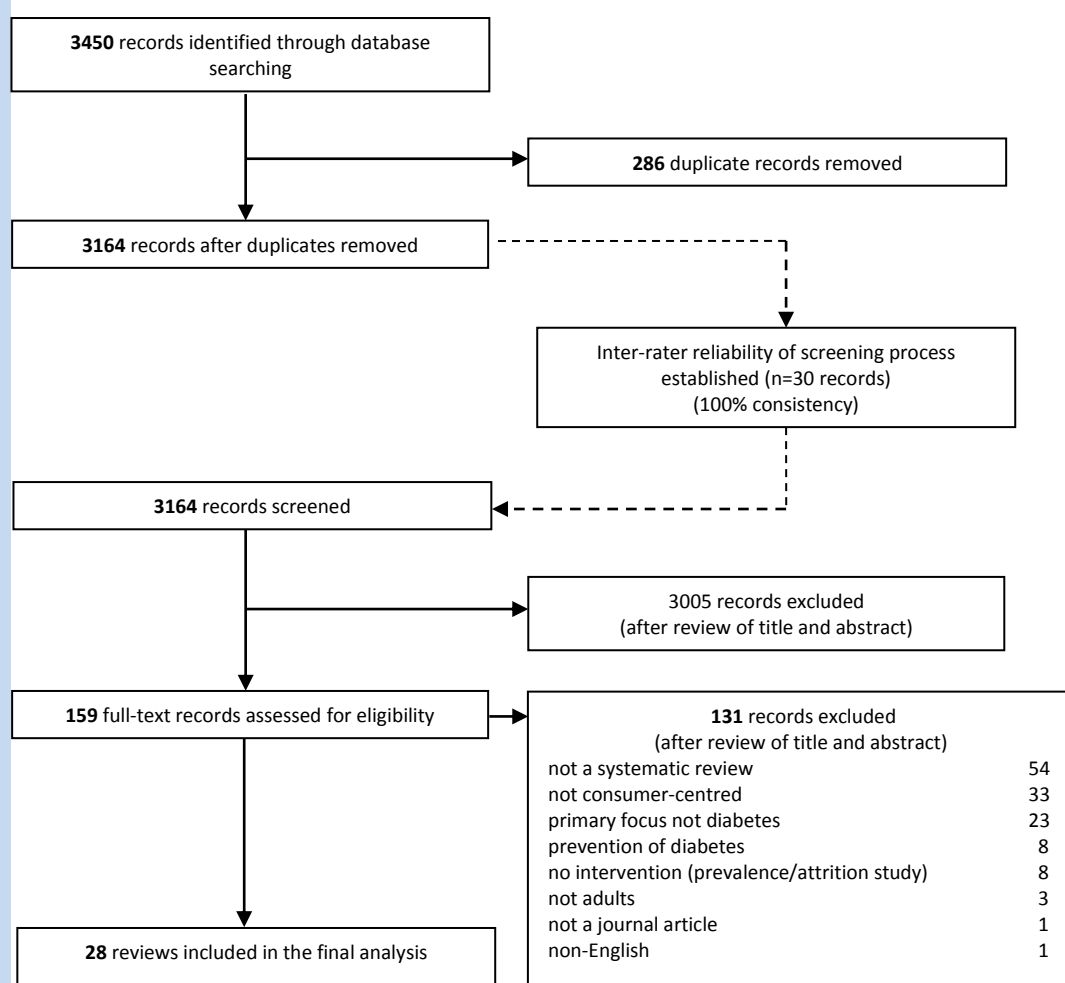 3450 records identified through database
searching
286 duplicate records removed
3164 records after duplicates removed
Inter-rater reliability of screening process
established (n=30 records)
(100% consistency)
3164 records screened
3005 records excluded
(after review of title and abstract)
159 full-text records assessed for eligibility
131 records excluded
(after review of title and abstract)
not a systematic review 54
not consumer-centred 33
primary focus not diabetes 23
prevention of diabetes 8
no intervention (prevalence/attrition study) 8
not adults 3
not a journal article 1
non-English 1
28 reviews included in the final analysis